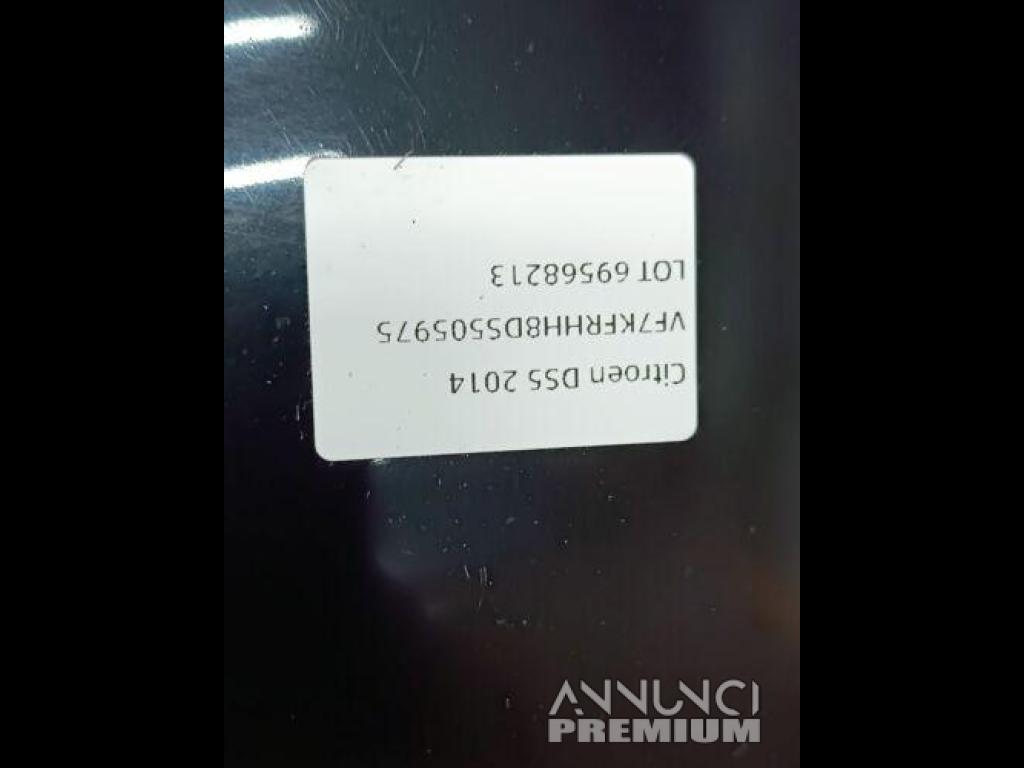 Citroen DS5 2014
VF7KFRHH8DS505975
LOT 69568213
ANNUNCI
PREMIUM